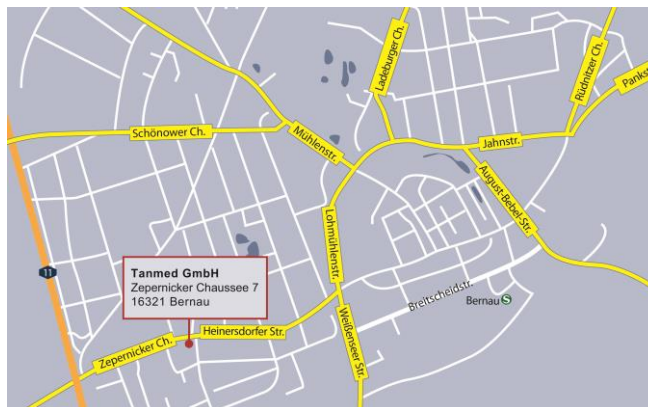 Ladeburger Ch.
Rüdnitzer Ch.
Pankst
Schönower Ch.
Mühlenstr.
Jahnstr.
August-Bebel-Str.
Lohmühlenstr.
11
Tanmed GmbH
Zepernicker Chaussee 7
16321 Bernau
Breitscheidstr.
Bernau S
Heinersdorfer Str.
Weißenseer Str.
Zepernicker Ch.